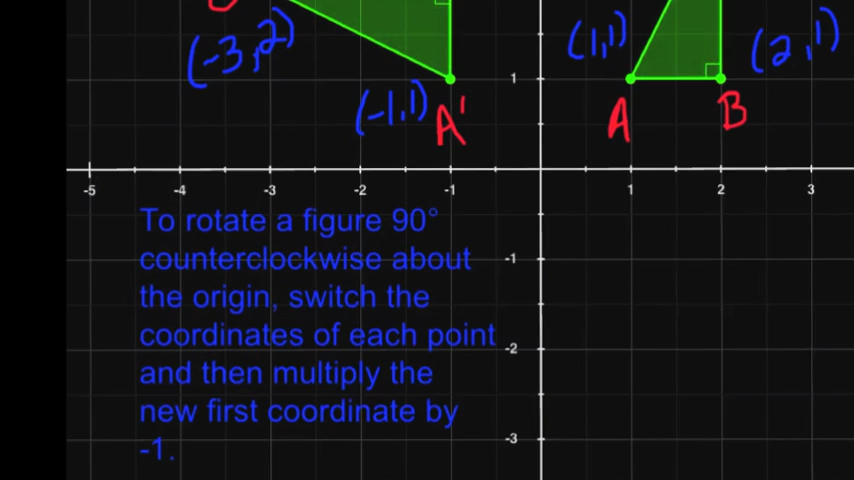 (-3,2)
(1,1)
(2,1)
1
(-1,1)
A'
A
B
-5
-4
-3
-2
-1
1
2
3
To rotate a figure 90°
counterclockwise about
the origin, switch the
coordinates of each point
and then multiply the
new first coordinate by
-1.
-1
-2
-3